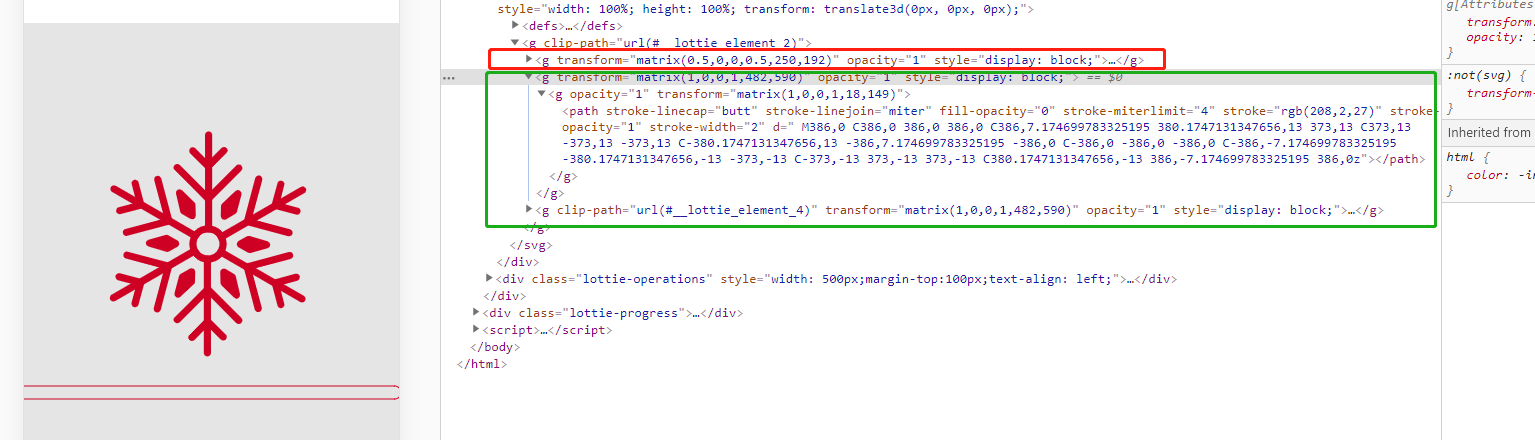 style="width: 100%; height: 100%; transform: translate3d(0px, 0px, 0px);">
▶<defs>…</defs>
▼<g clip-path="url(#__lottie_element_2)">
▶<g transform="matrix(0.5,0,0,0.5,250,192)" opacity="1" style="display: block;">…</g>
▼<g transform="matrix(1,0,0,1,482,590)" opacity="1" style="display: block;"> == $0
▼<g opacity="1" transform="matrix(1,0,0,1,18,149)">
<path stroke-linecap="butt" stroke-linejoin="miter" fill-opacity="0" stroke-miterlimit="4" stroke="rgb(208,2,27)" stroke-
opacity="1" stroke-width="2" d=" M386,0 C386,0 386,0 386,0 C386,7.174699783325195 380.1747131347656,13 373,13 C373,13
-373,13 -373,13 C-380.1747131347656,13 -386,7.174699783325195 -386,0 C-386,0 -386,0 -386,0 C-386,-7.174699783325195
-380.1747131347656,-13 -373,-13 C-373,-13 373,-13 373,-13 C380.1747131347656,-13 386,-7.174699783325195 386,0z"></path>
</g>
</g>
▶<g clip-path="url(#__lottie_element_4)" transform="matrix(1,0,0,1,482,590)" opacity="1" style="display: block;">…</g>
</g>
</svg>
</div>
▶<div class="lottie-operations" style="width: 500px;margin-top:100px;text-align: left;">…</div>
</div>
▶<div class="lottie-progress">…</div>
▶<script>…</script>
</body>
</html>
g[Attributes
transform:
opacity:
}
:not(svg) {
transform-
}
Inherited from
html {
color: -in
}